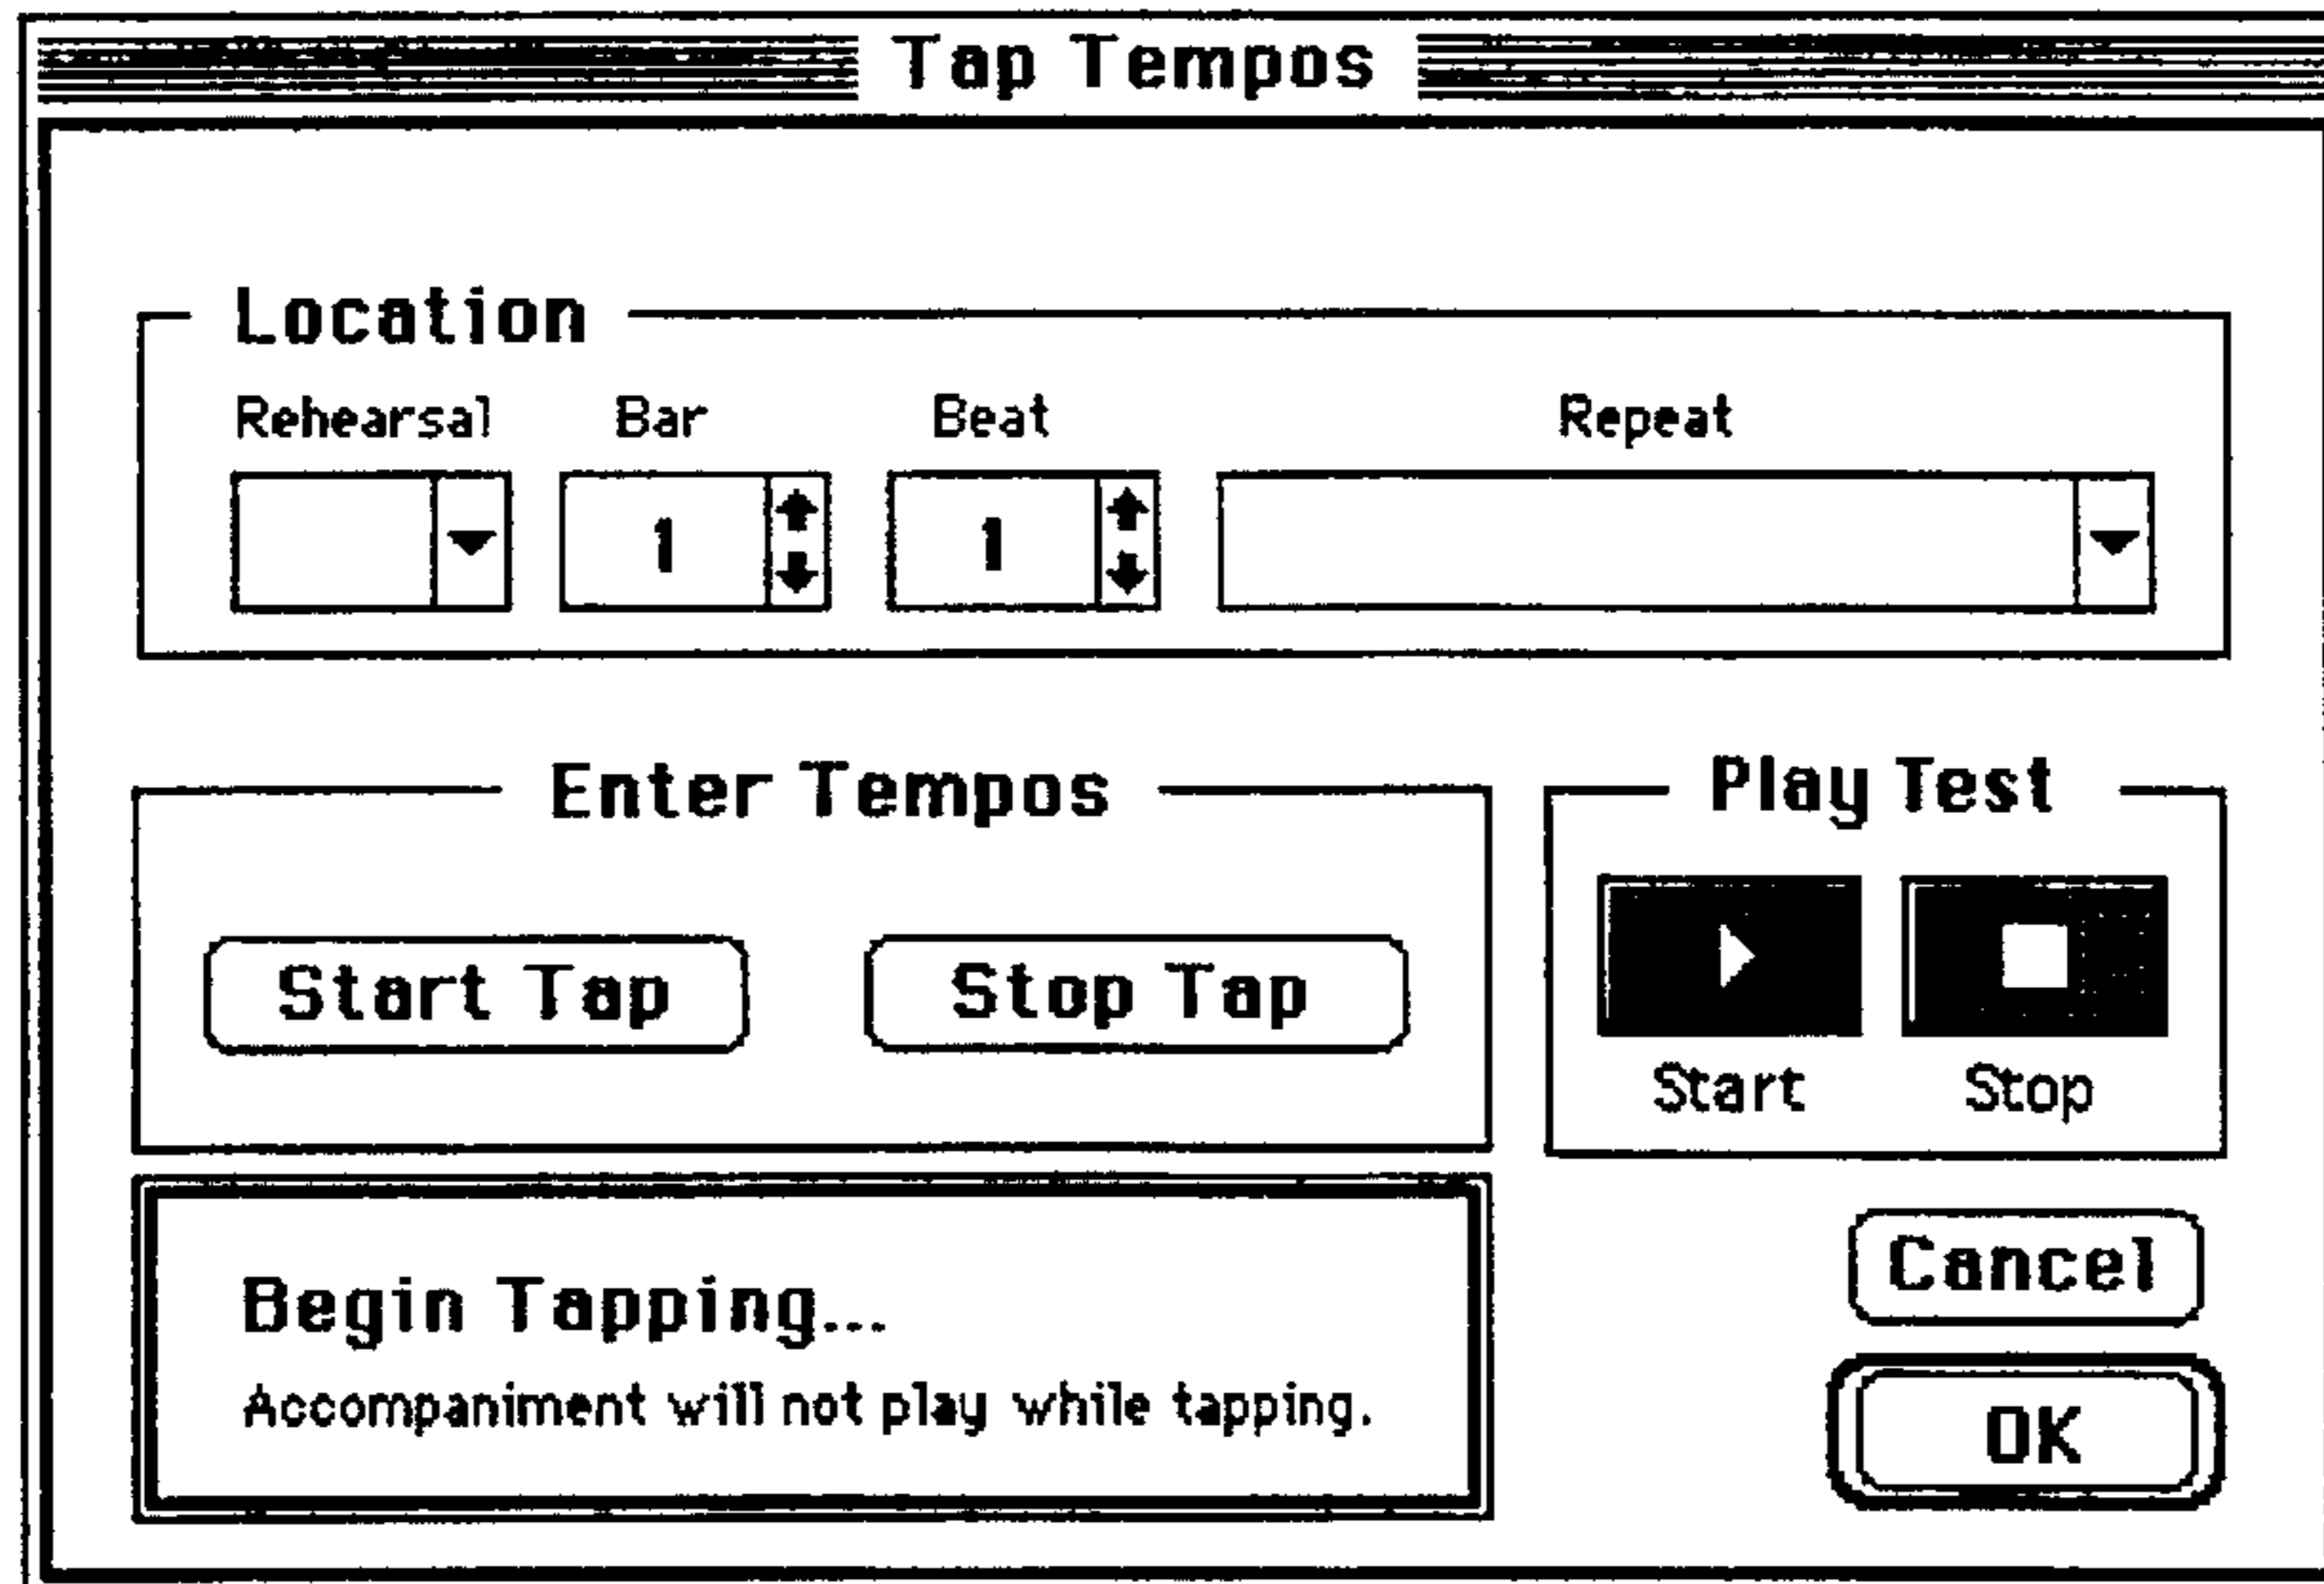 Tap Tempos
Location
Rehearsal Bar Beat Repeat
1 1
Enter Tempos
Play Test
Start Tap Stop Tap
Start Stop
Begin Tapping...
Accompaniment will not play while tapping.
Cancel
OK